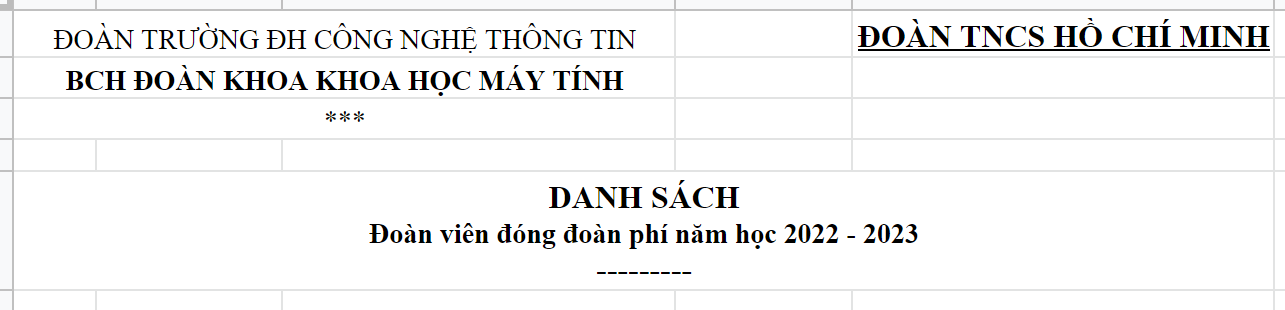 ĐOÀN TRƯỜNG ĐH CÔNG NGHỆ THÔNG TIN
ĐOÀN TNCS HỒ CHÍ MINH
BCH ĐOÀN KHOA KHOA HỌC MÁY TÍNH
***
DANH SÁCH
Đoàn viên đóng đoàn phí năm học 2022 - 2023
---------